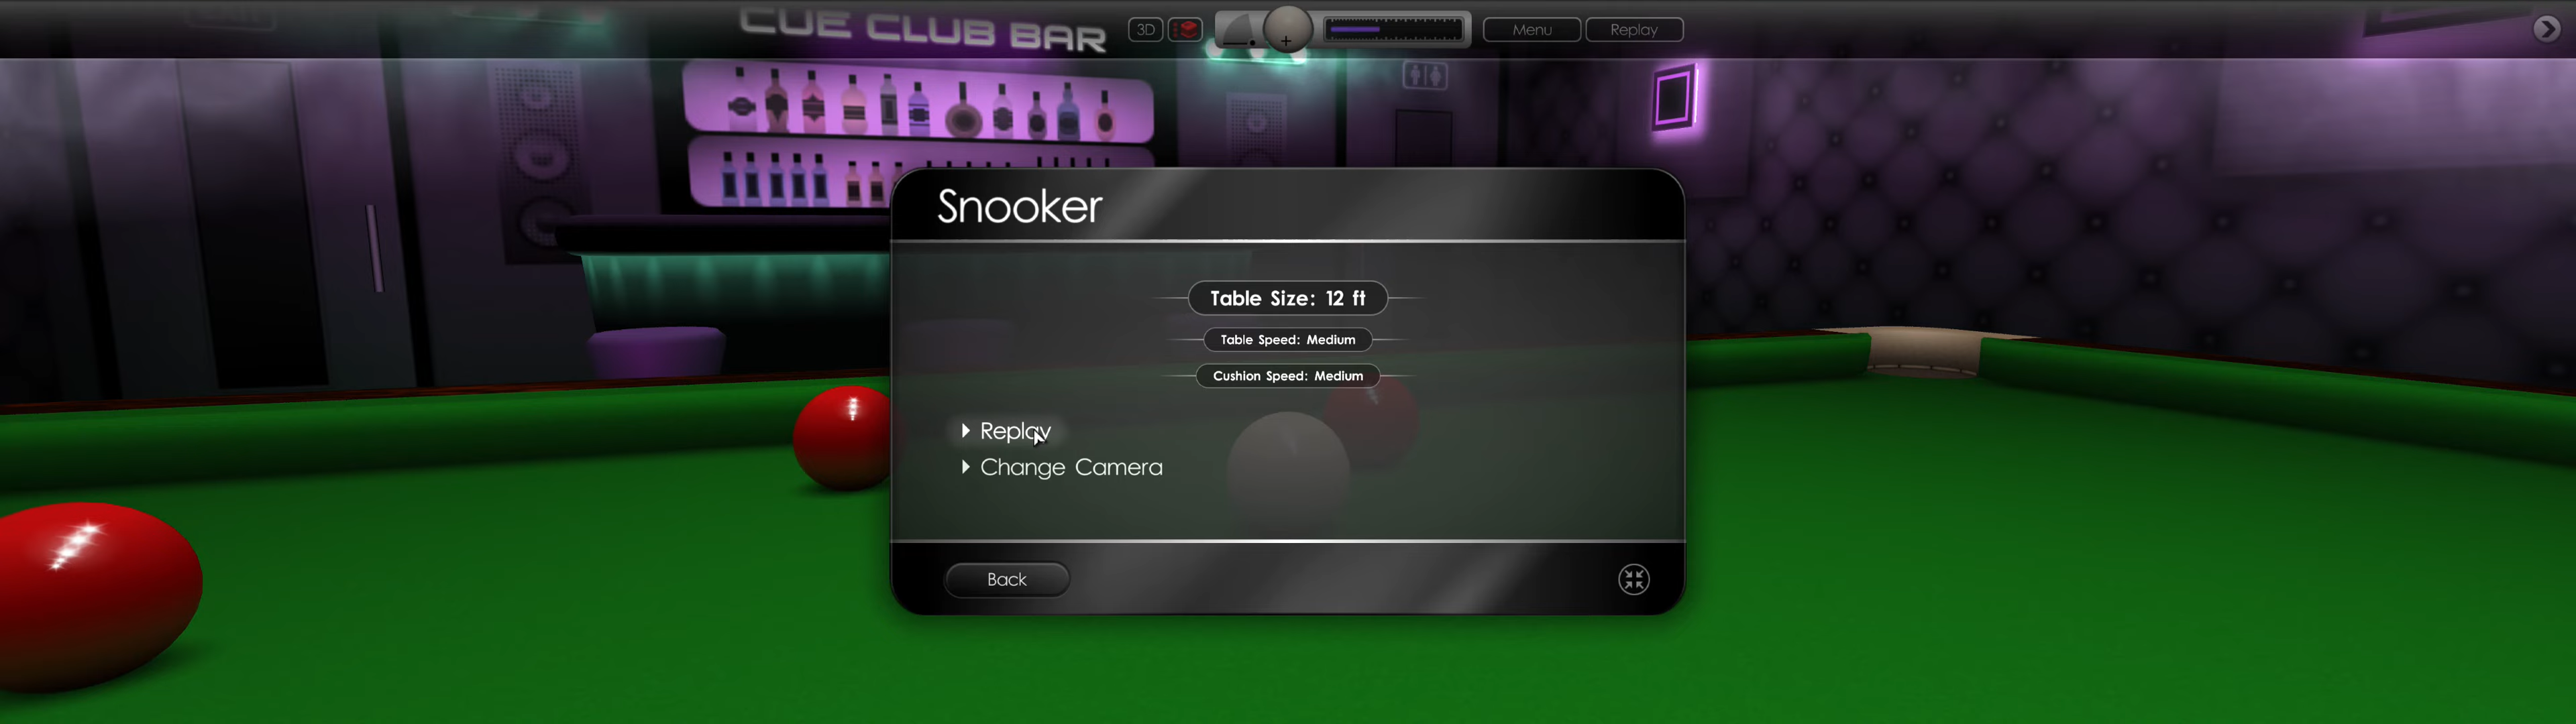 CUE CLUB BAR
3D
Menu
Replay
Snooker
Table Size: 12 ft
Table Speed: Medium
Cushion Speed: Medium
Replay
Change Camera
Back